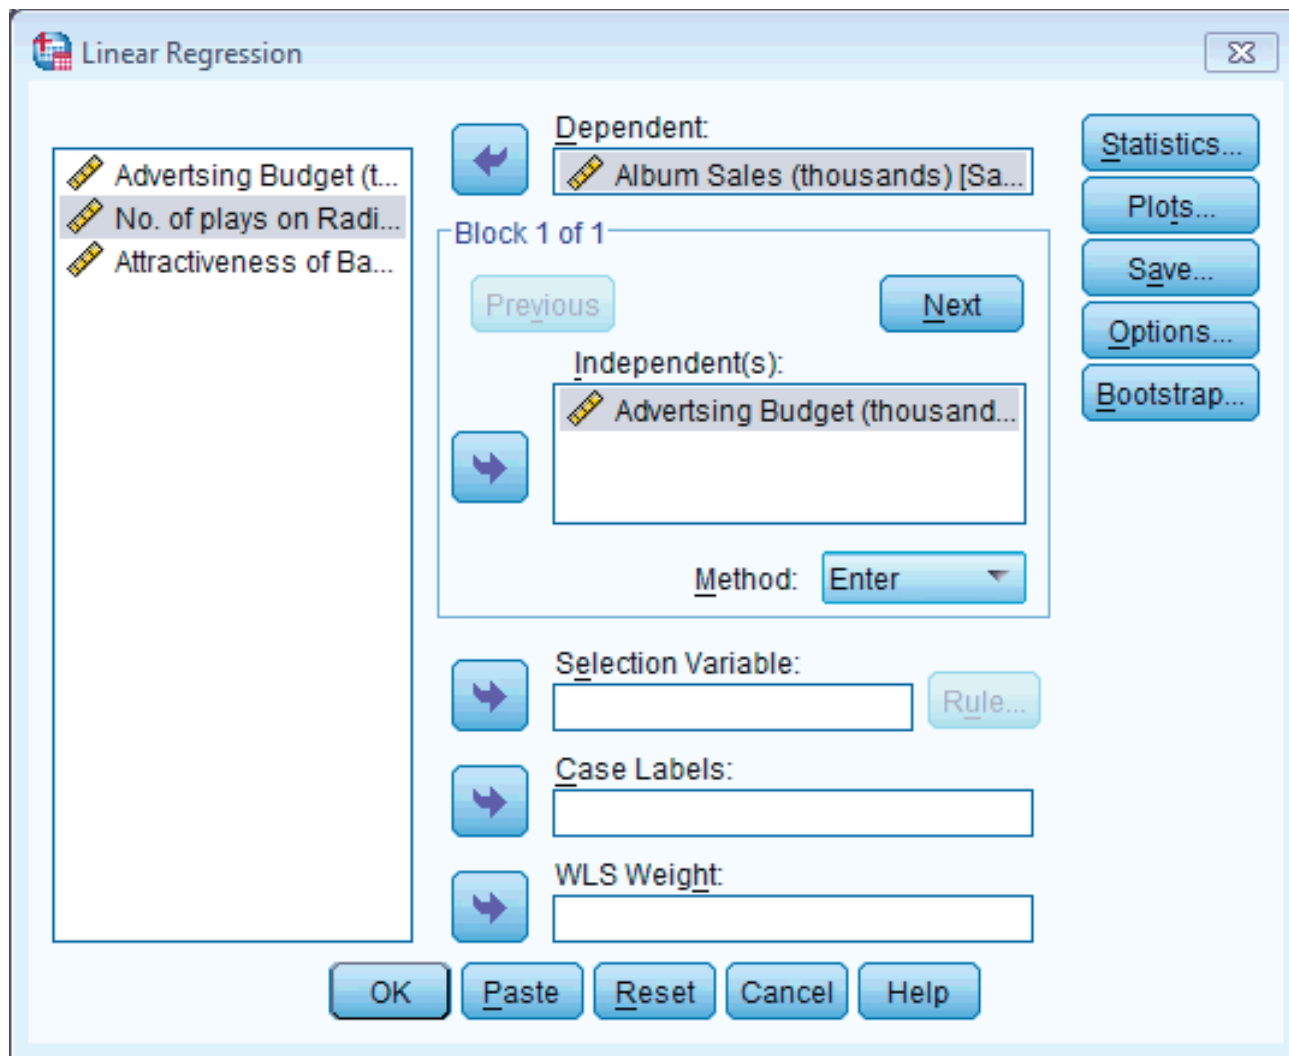 Linear Regression
Advertsing Budget (t...
No. of plays on Radi...
Attractiveness of Ba...
Dependent:
Album Sales (thousands) [Sa...
Block 1 of 1
Previous
Next
Independent(s):
Advertsing Budget (thousand...
Method:
Enter
Selection Variable:
Rule...
Case Labels:
WLS Weight:
Statistics...
Plots...
Save...
Options...
Bootstrap...
OK
Paste
Reset
Cancel
Help